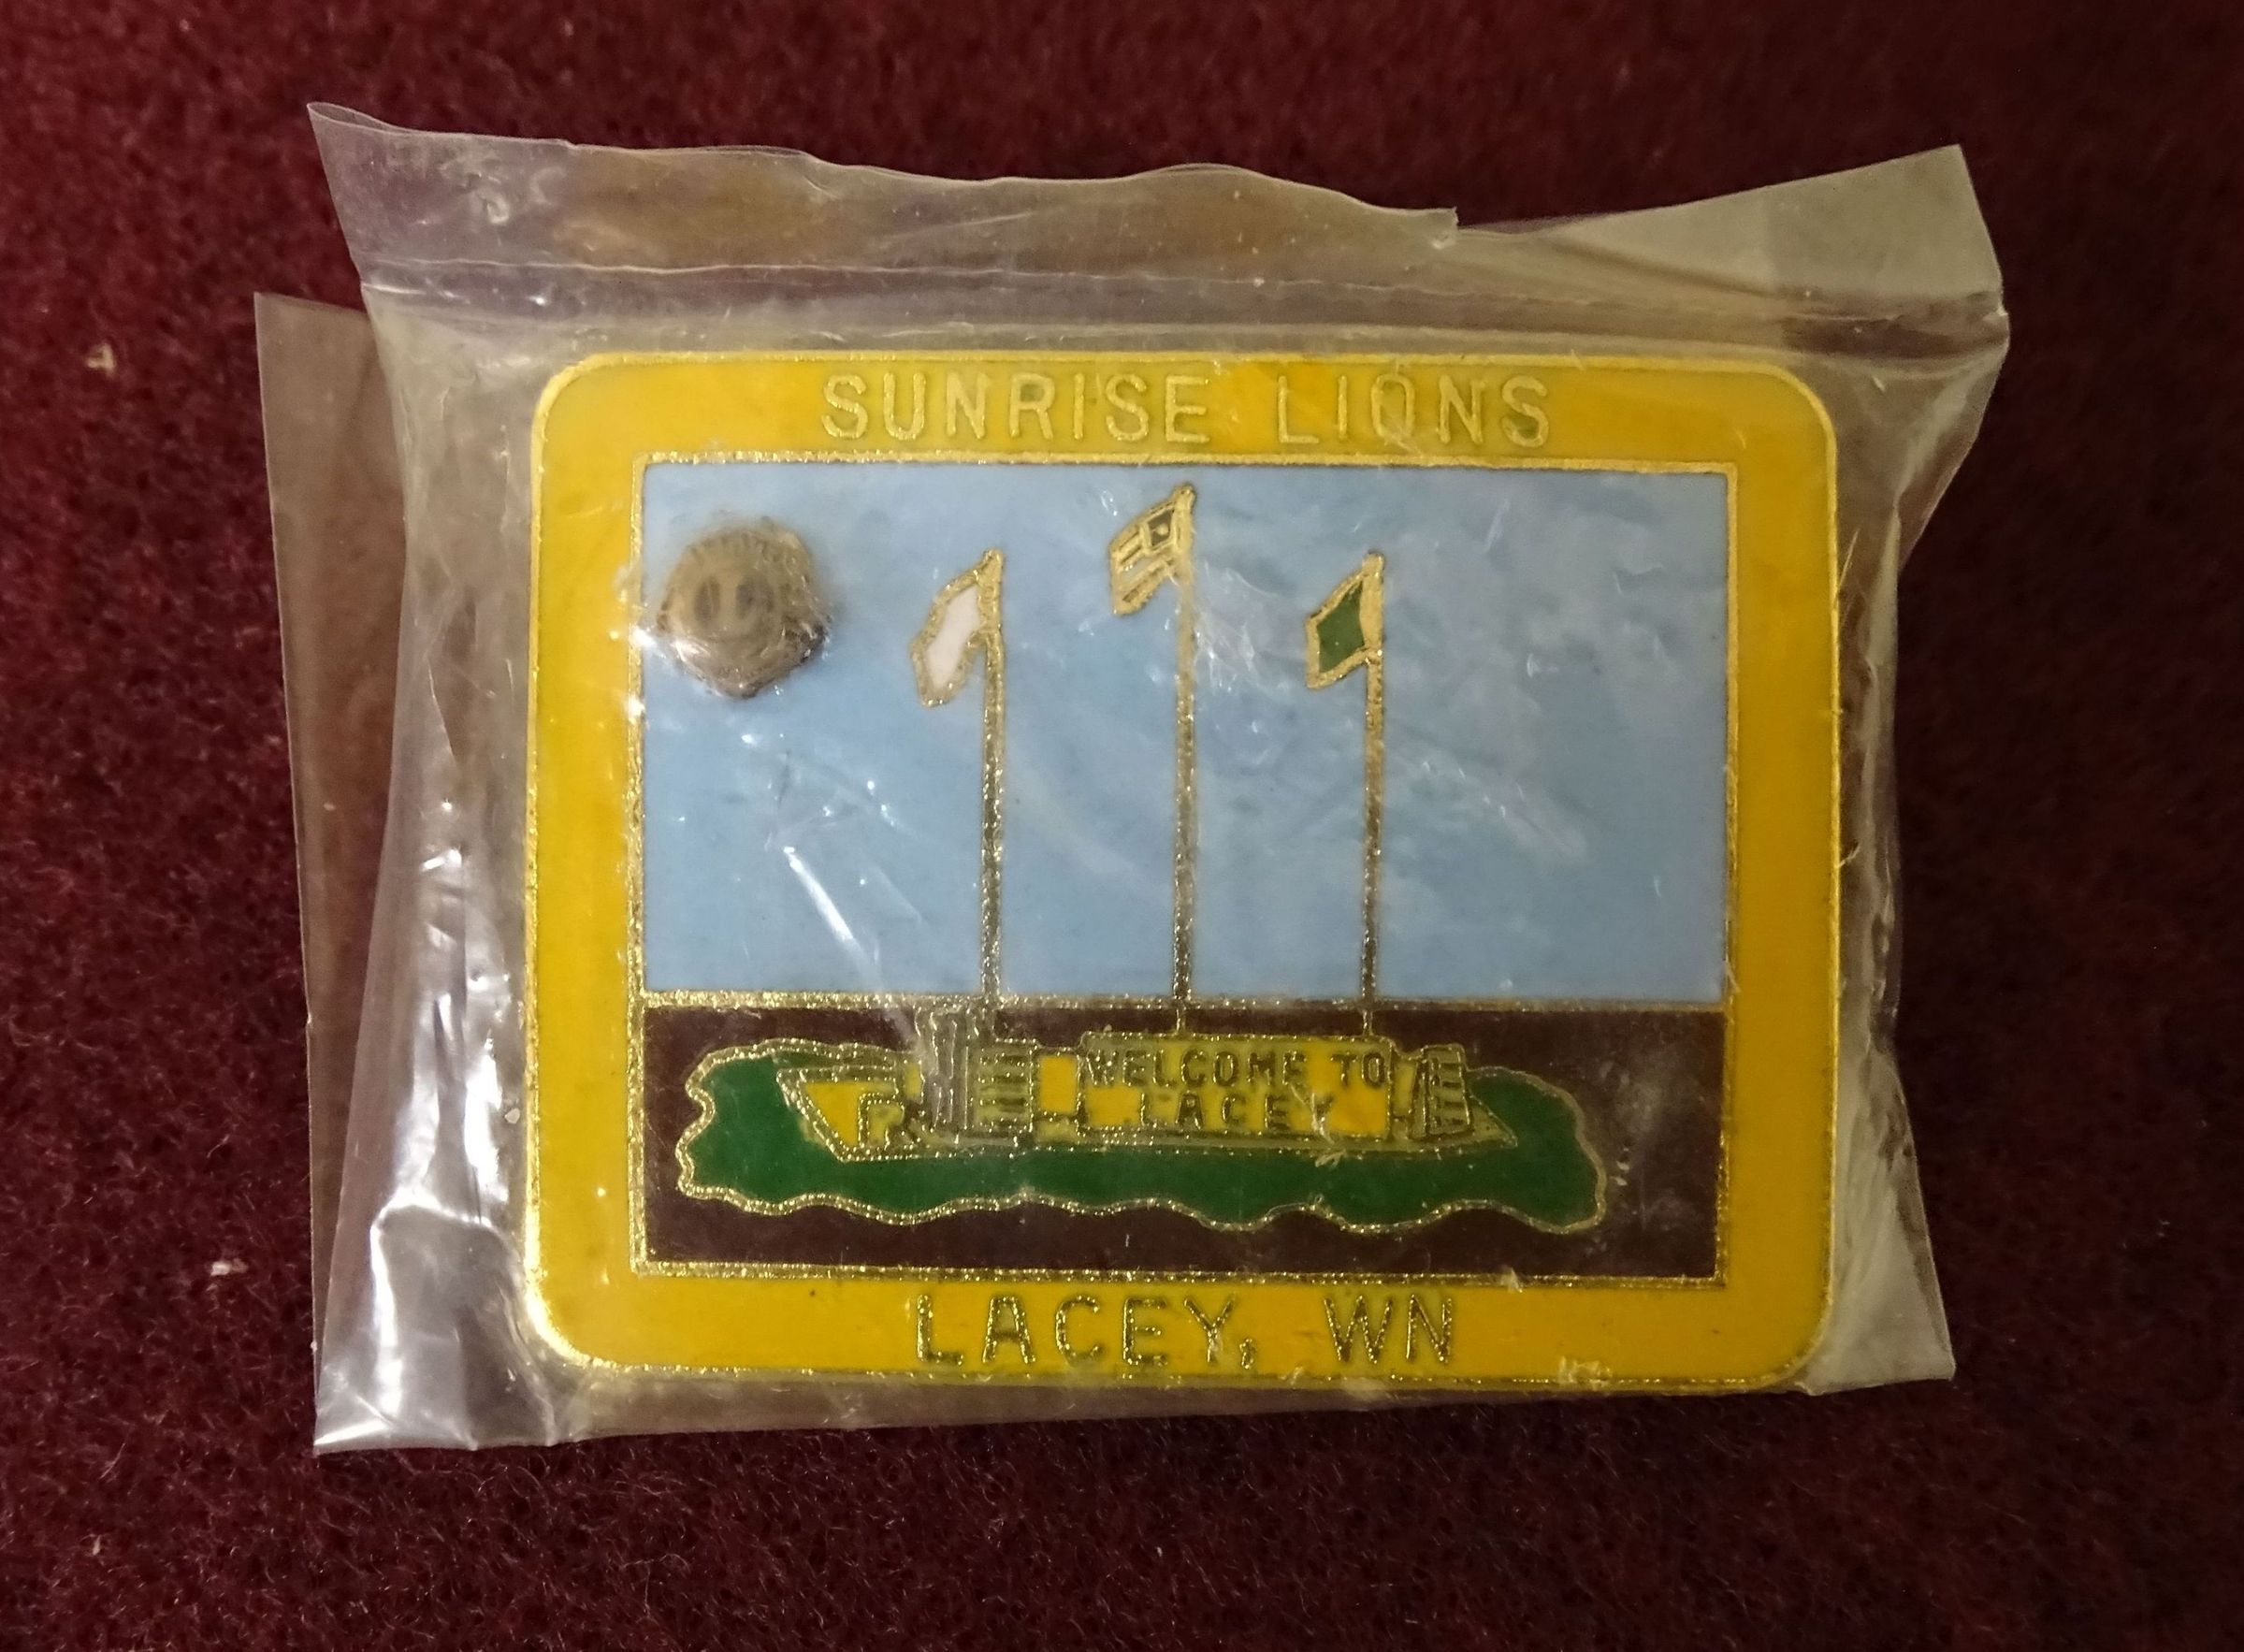 SUNRISE LIONS
WELCOME TO
LACEY
LACEY, WN